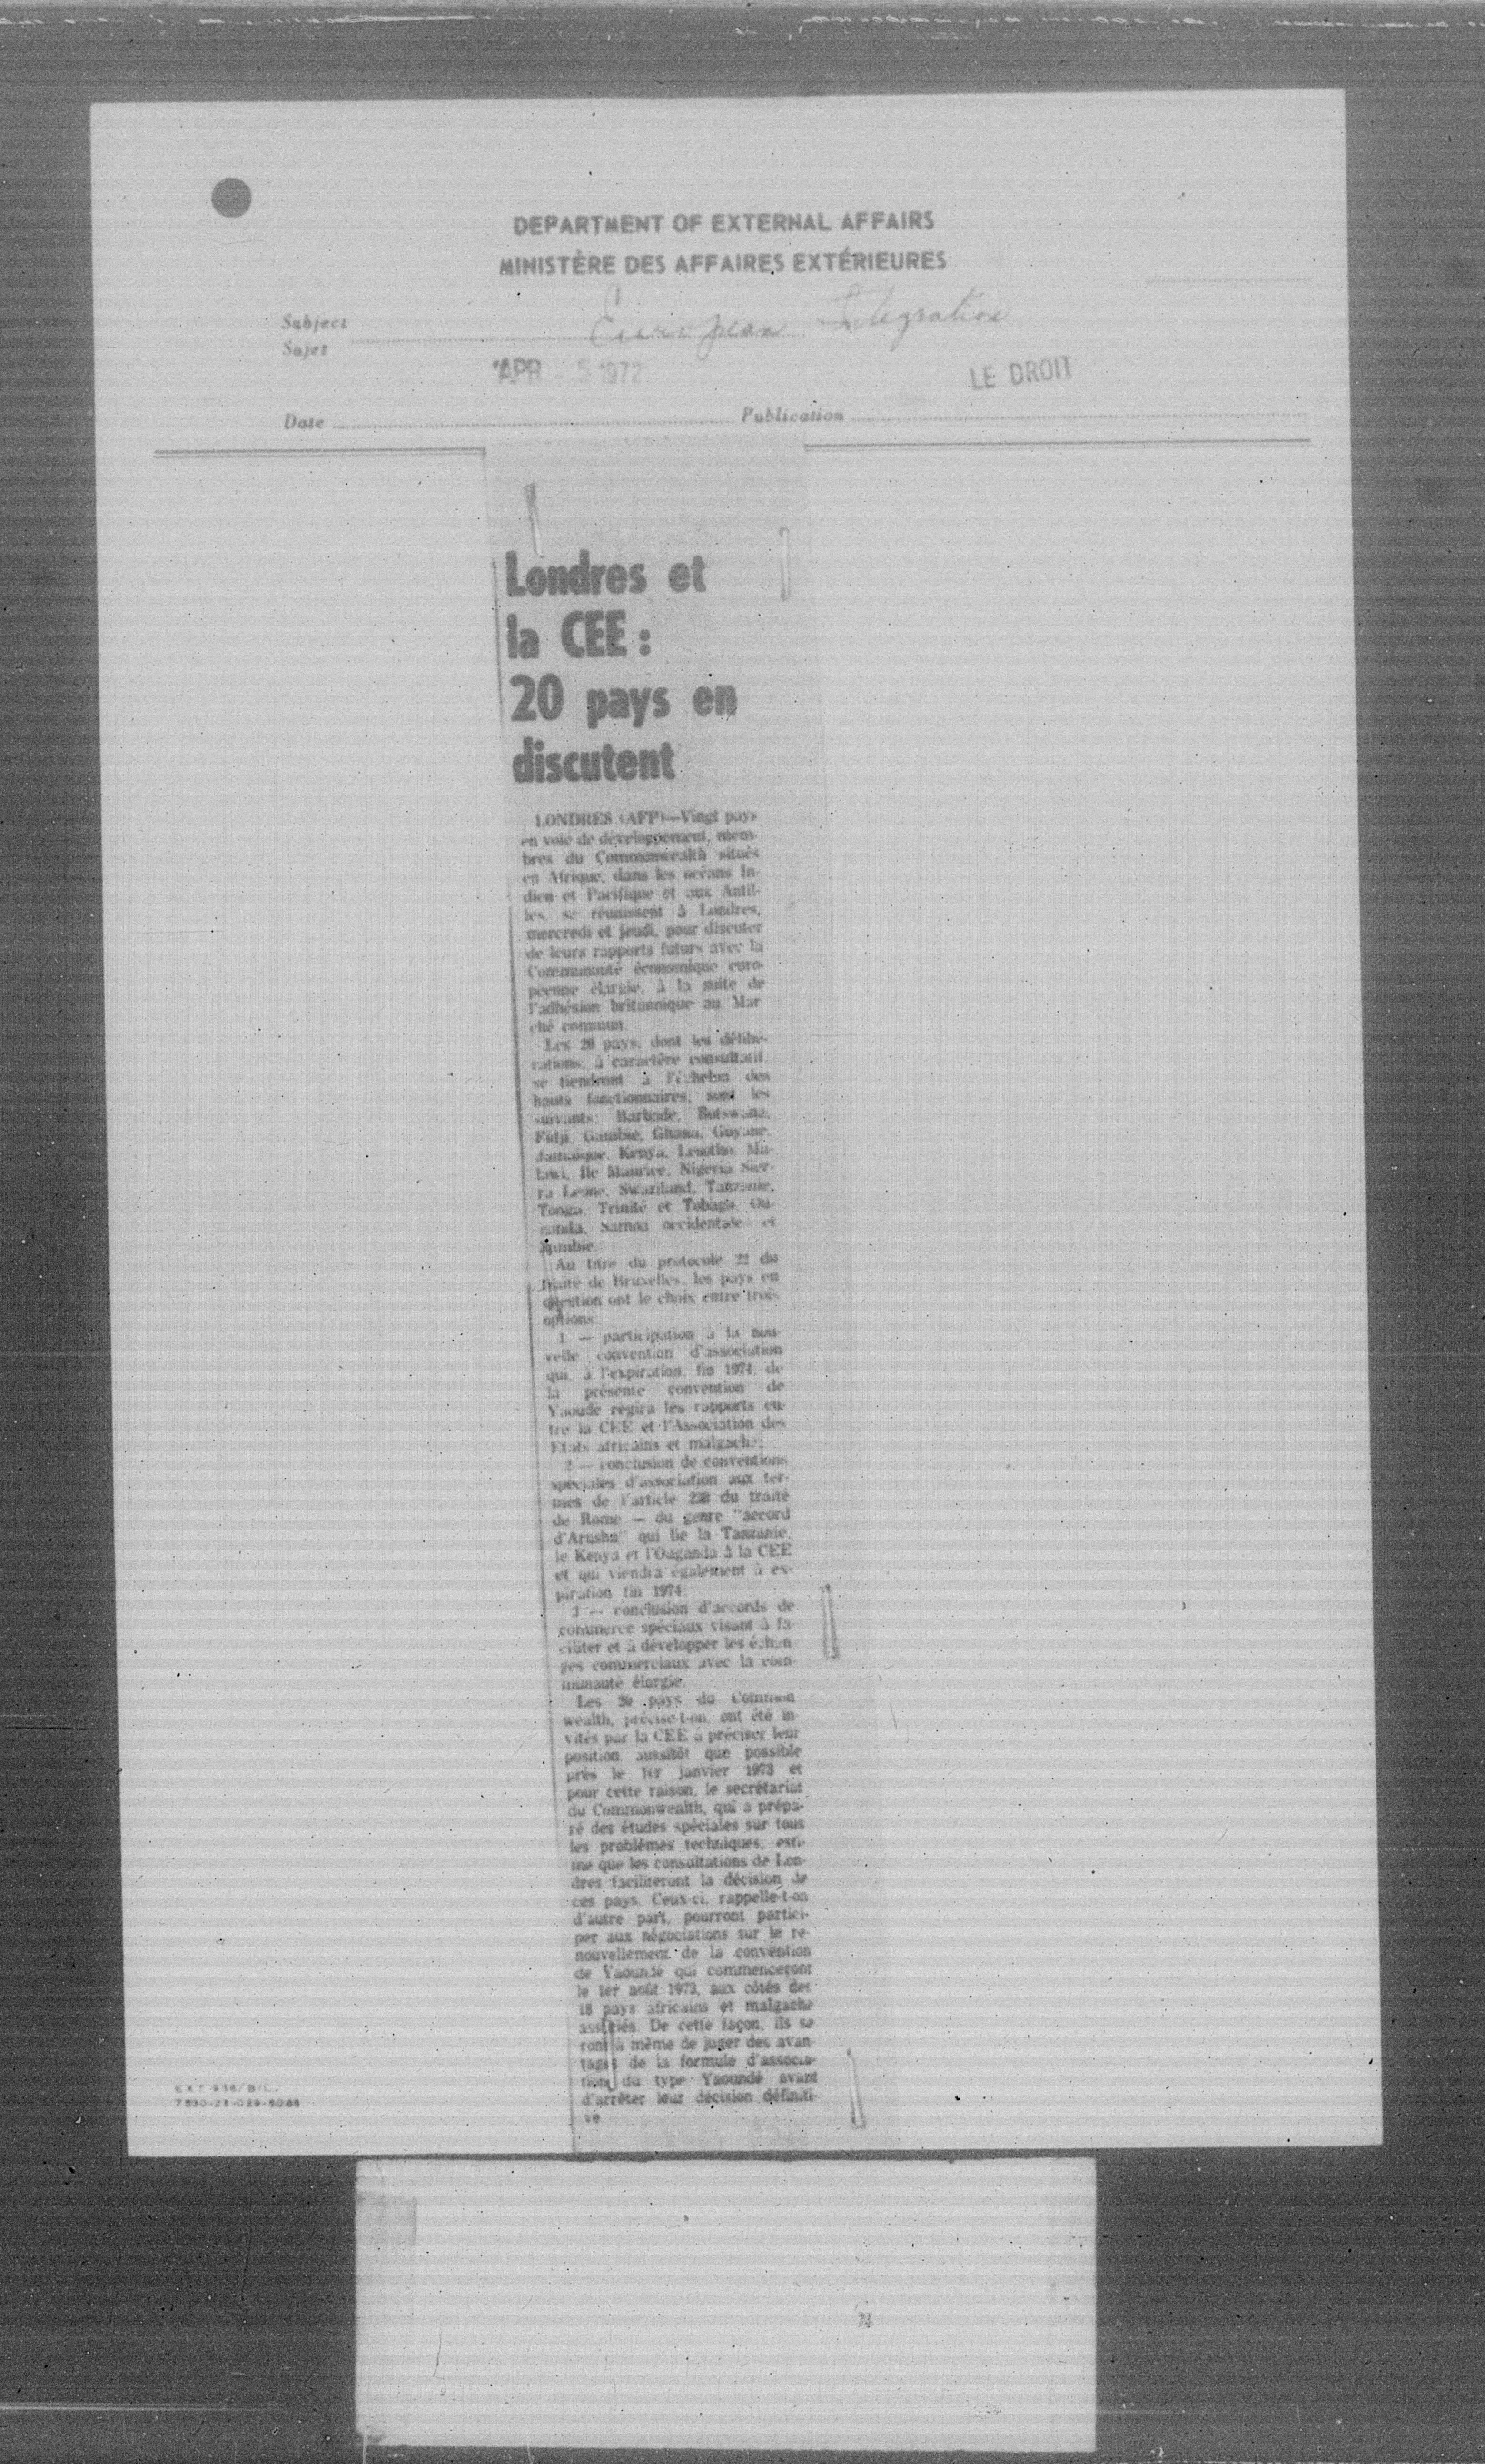 DEPARTMENT OF EXTERNAL AFFAIRS
MINISTÈRE DES AFFAIRES EXTÉRIEURES
Subject
Sujet
European Integration
APR - 5 1972
LE DROIT
Date
Publication
Londres et
la CEE :
20 pays en
discutent
LONDRES (AFP)—Vingt pays
en voie de développement, mem-
bres du Commonwealth situés
en Afrique, dans les océans In-
dien et Pacifique et aux Antil-
les, se réunissent à Londres,
mercredi et jeudi, pour discuter
de leurs rapports futurs avec la
Communauté économique euro-
péenne élargie, à la suite de
l'adhésion britannique au Mar
ché commun.
Les 20 pays, dont les délibé-
rations, à caractère consultatif,
se tiendront à l'échelon des
hauts fonctionnaires, sont les
suivants: Barbade, Botswana,
Fidji, Gambie, Ghana, Guyane,
Jamaïque, Kenya, Lesotho, Ma-
lawi, Ile Maurice, Nigeria Sier-
ra Leone, Swaziland, Tanzanie,
Tonga, Trinité et Tobago, Ou-
ganda, Samoa occidentales et
Zambie.
Au titre du protocole 22 du
traité de Bruxelles, les pays en
question ont le choix entre trois
options:
1 — participation à la nou-
velle convention d'association
qui, à l'expiration, fin 1974, de
la présente convention de
Yaoudé régira les rapports en-
tre la CEE et l'Association des
Etats africains et malgache;
2 — conclusion de conventions
spéciales d'association aux ter-
mes de l'article 238 du traité
de Rome — du genre "accord
d'Arusha" qui lie la Tanzanie,
le Kenya et l'Ouganda à la CEE
et qui viendra également à ex-
piration fin 1974;
3 — conclusion d'accords de
commerce spéciaux visant à fa-
ciliter et à développer les échan-
ges commerciaux avec la com-
munauté élargie.
Les 20 pays du Common
wealth, précise-t-on, ont été in-
vités par la CEE à préciser leur
position aussitôt que possible
près le 1er janvier 1973 et
pour cette raison, le secrétariat
du Commonwealth, qui a prépa-
ré des études spéciales sur tous
les problèmes techniques, esti-
me que les consultations de Lon-
dres faciliteront la décision de
ces pays. Ceux-ci, rappelle-t-on
d'autre part, pourront partici-
per aux négociations sur le re-
nouvellement de la convention
de Yaoundé qui commenceront
le 1er août 1973, aux côtés des
18 pays africains et malgache
associés. De cette façon, ils se
ront à même de juger des avan-
tages de la formule d'associa-
tion du type Yaoundé avant
d'arrêter leur décision définiti-
ve
EXT 936/BIL.
7530-21-029-5046